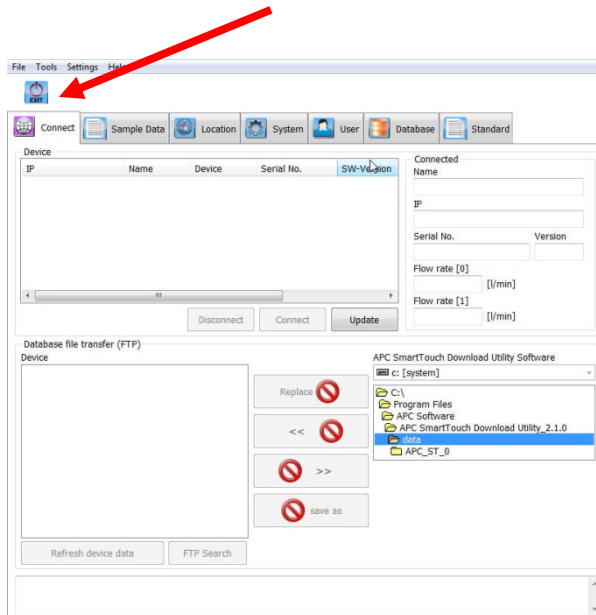 File Tools Settings Help
EXIT
Connect Sample Data Location System User Database Standard
Device
IP Name Device Serial No. SW-Version
Connected
Name
IP
Serial No. Version
Flow rate [0]
[l/min]
Flow rate [1]
[l/min]
Disconnect Connect Update
Database file transfer (FTP)
Device
Replace
<<
>>
save as
Refresh device data FTP Search
APC SmartTouch Download Utility Software
c: [system]
C:\
Program Files
APC Software
APC SmartTouch Download Utility_2.1.0
data
APC_ST_0